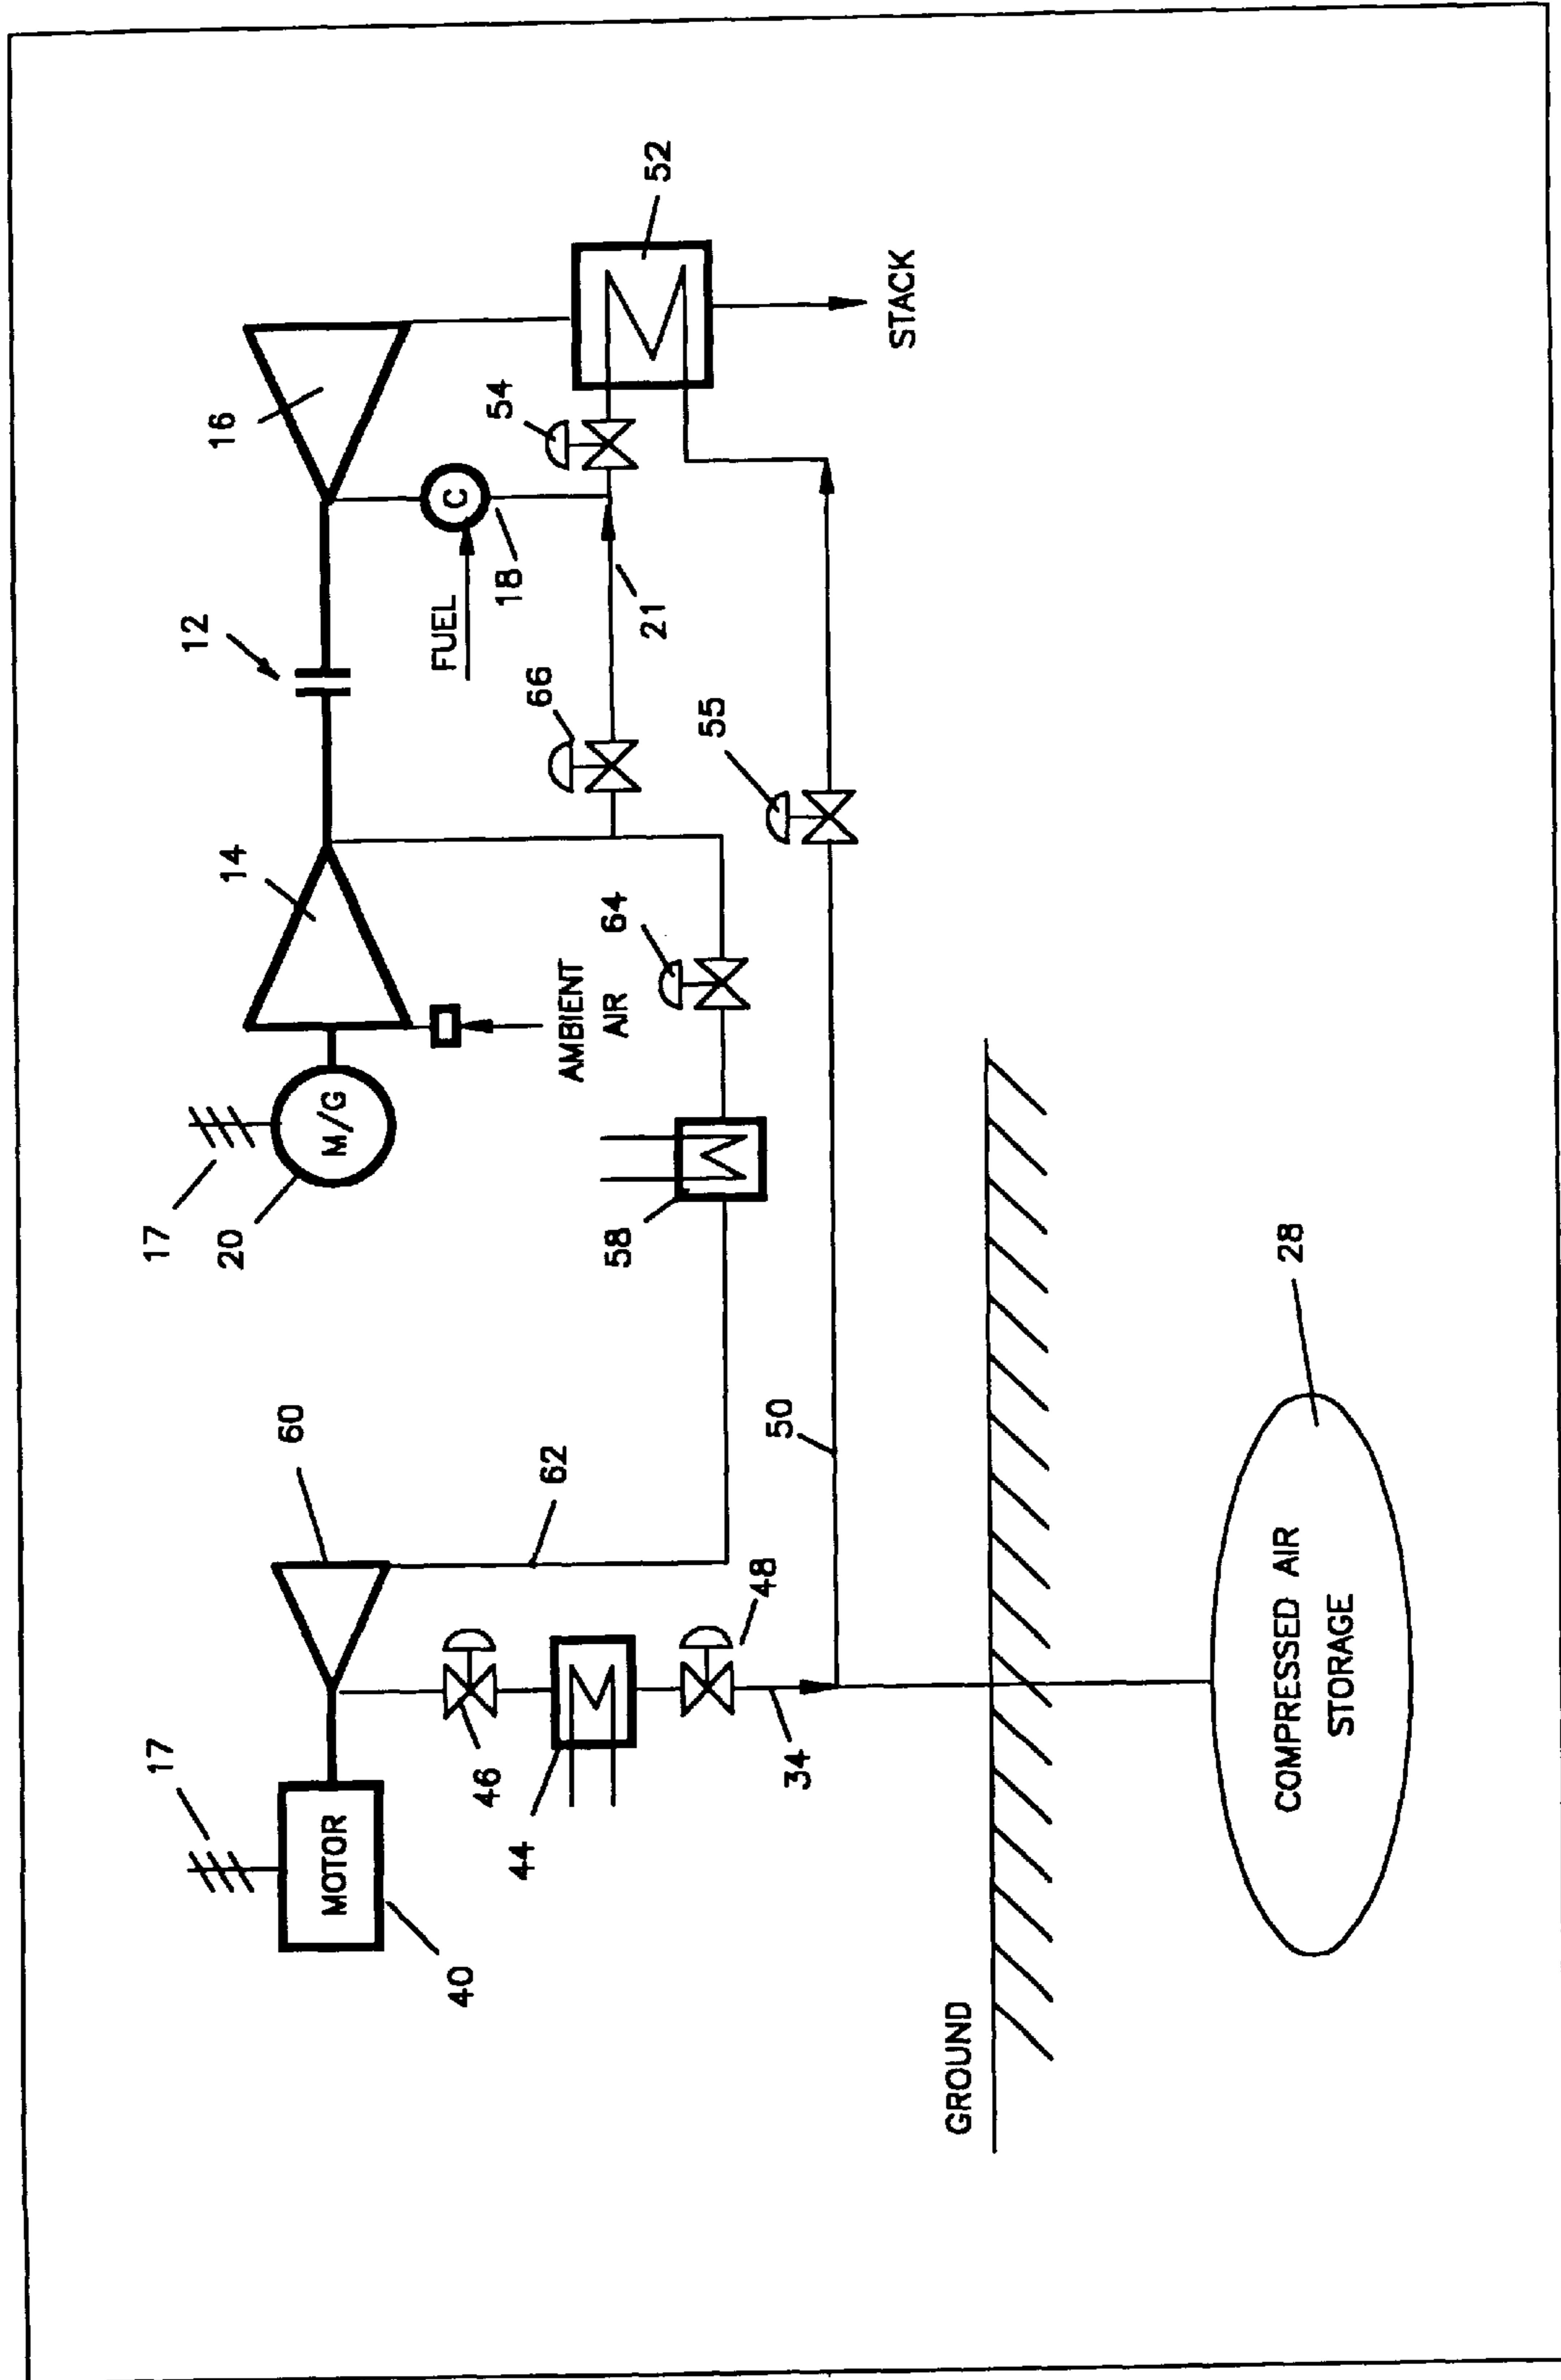 17
MOTOR
40
60
46
44
62
48
34
17
20
M/G
14
AMBIENT
AIR
64
58
50
12
66
FUEL
C
18
21
55
16
54
52
STACK
GROUND
COMPRESSED AIR
STORAGE
28